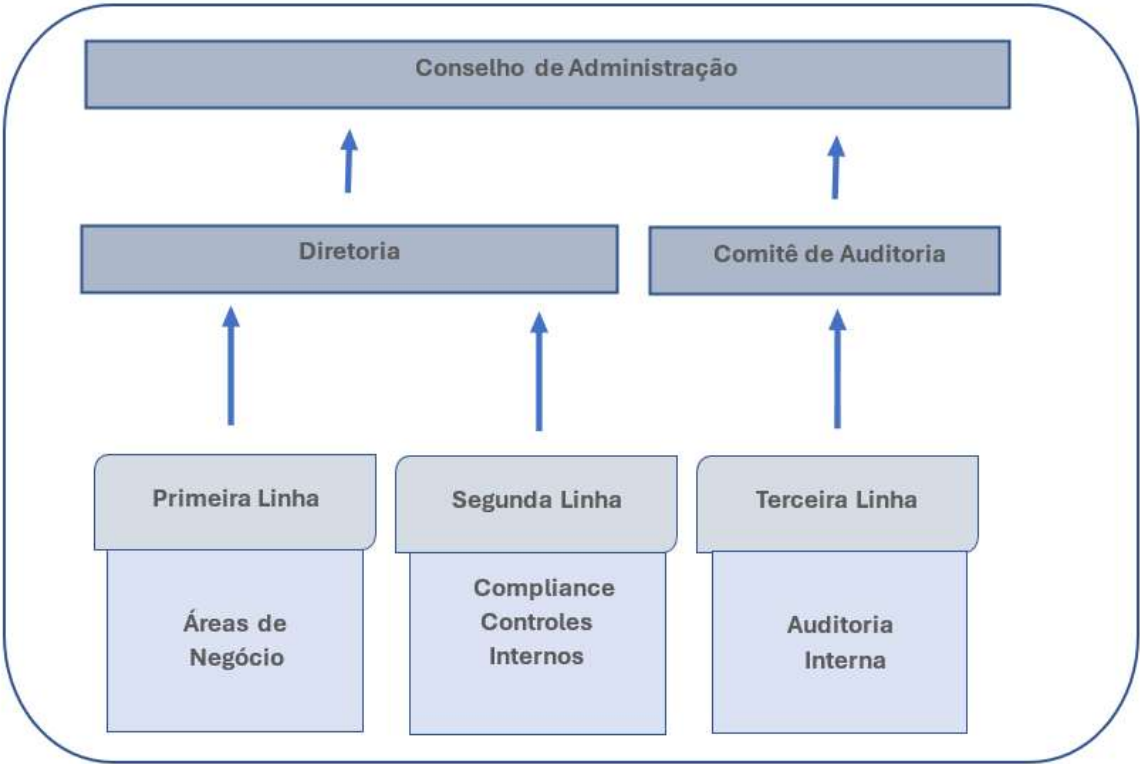 Conselho de Administração
Diretoria
Comitê de Auditoria
Primeira Linha
Segunda Linha
Terceira Linha
Áreas de
Negócio
Compliance
Controles
Internos
Auditoria
Interna